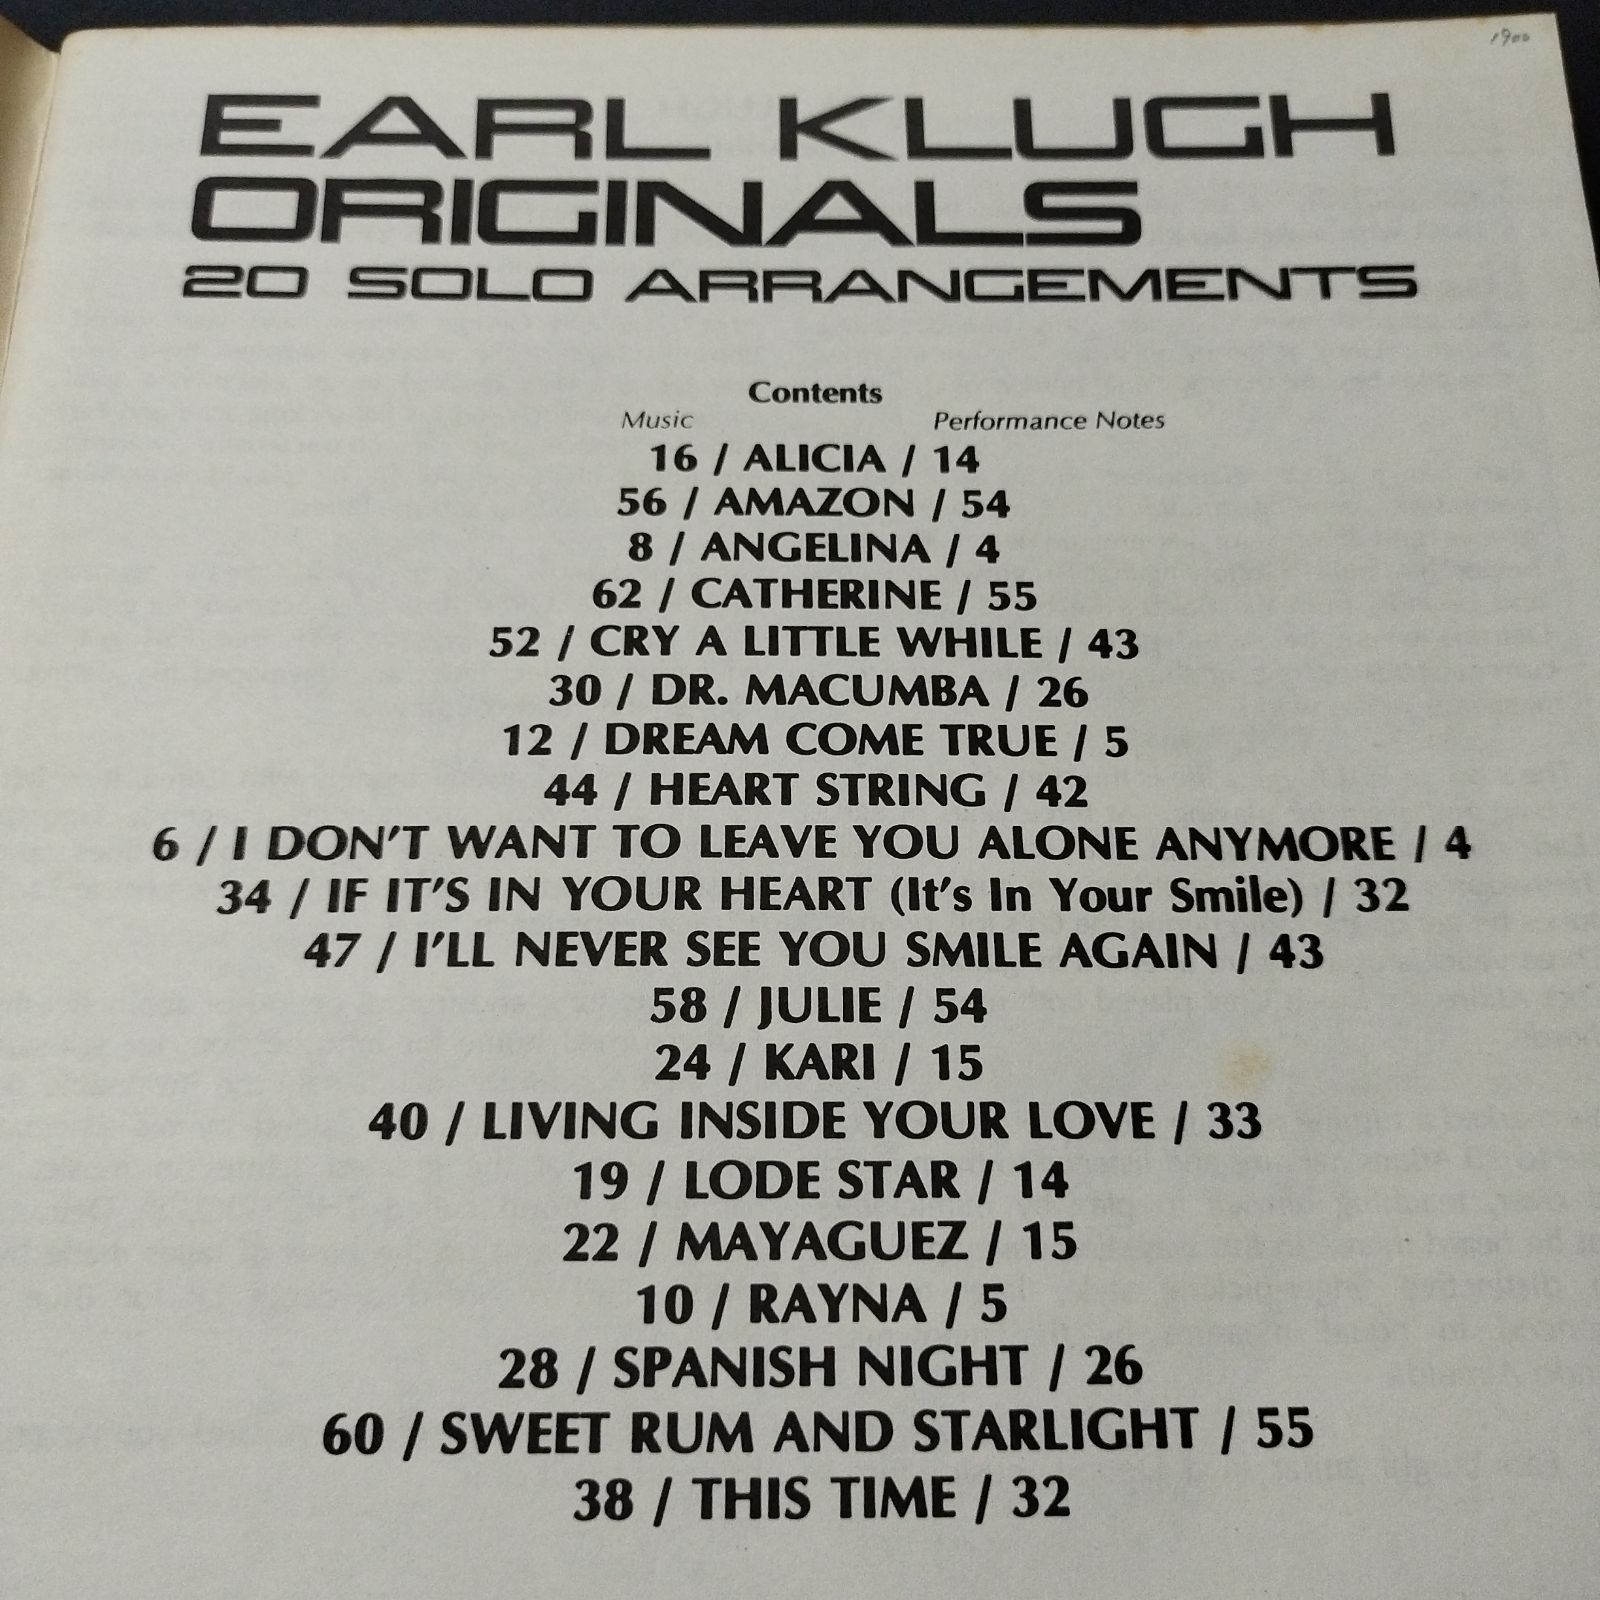 1900
EARL KLUGH
ORIGINALS
20 SOLO ARRANGEMENTS
Contents
Music Performance Notes
16 / ALICIA / 14
56 / AMAZON / 54
8 / ANGELINA / 4
62 / CATHERINE / 55
52 / CRY A LITTLE WHILE / 43
30 / DR. MACUMBA / 26
12 / DREAM COME TRUE / 5
44 / HEART STRING / 42
6 / I DON'T WANT TO LEAVE YOU ALONE ANYMORE / 4
34 / IF IT'S IN YOUR HEART (It's In Your Smile) / 32
47 / I'LL NEVER SEE YOU SMILE AGAIN / 43
58 / JULIE / 54
24 / KARI / 15
40 / LIVING INSIDE YOUR LOVE / 33
19 / LODE STAR / 14
22 / MAYAGUEZ / 15
10 / RAYNA / 5
28 / SPANISH NIGHT / 26
60 / SWEET RUM AND STARLIGHT / 55
38 / THIS TIME / 32